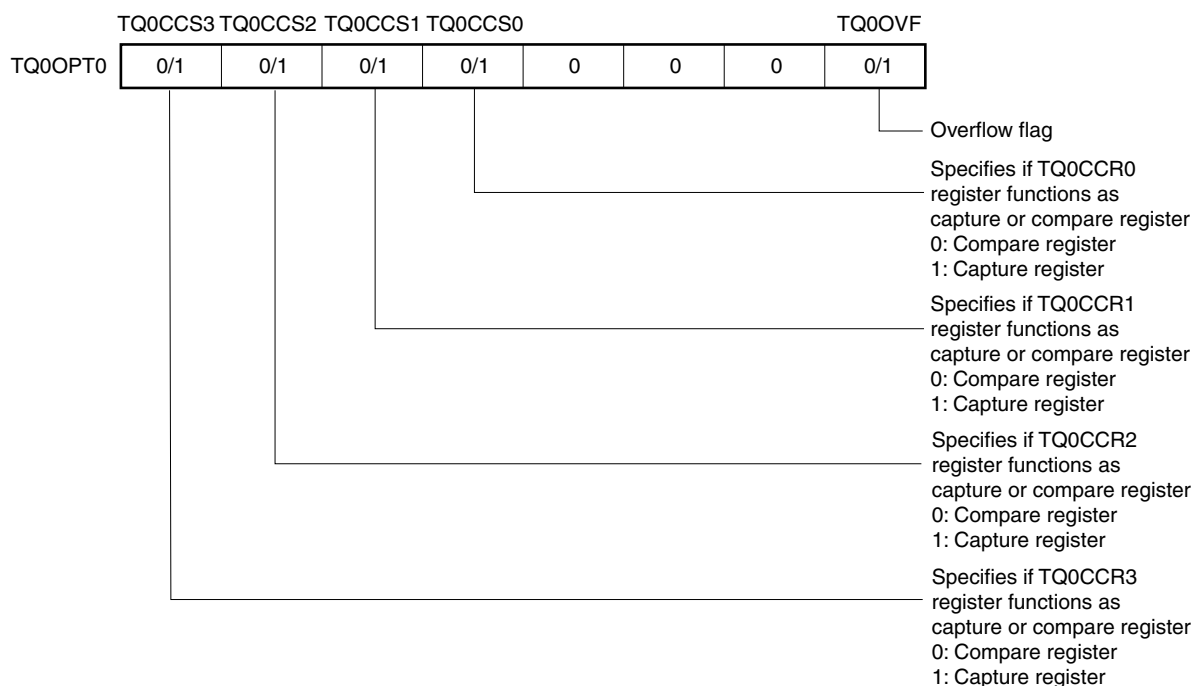 TQ0CCS3 TQ0CCS2 TQ0CCS1 TQ0CCS0 TQ0OVF
TQ0OPT0 0/1 0/1 0/1 0/1 0 0 0 0/1
Overflow flag
Specifies if TQ0CCR0
register functions as
capture or compare register
0: Compare register
1: Capture register
Specifies if TQ0CCR1
register functions as
capture or compare register
0: Compare register
1: Capture register
Specifies if TQ0CCR2
register functions as
capture or compare register
0: Compare register
1: Capture register
Specifies if TQ0CCR3
register functions as
capture or compare register
0: Compare register
1: Capture register